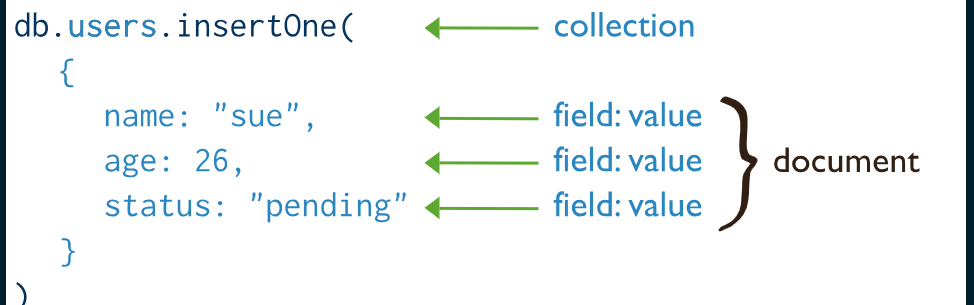 db.users.insertOne( collection
{
name: "sue", field: value
age: 26, field: value
status: "pending" field: value
document
}
)